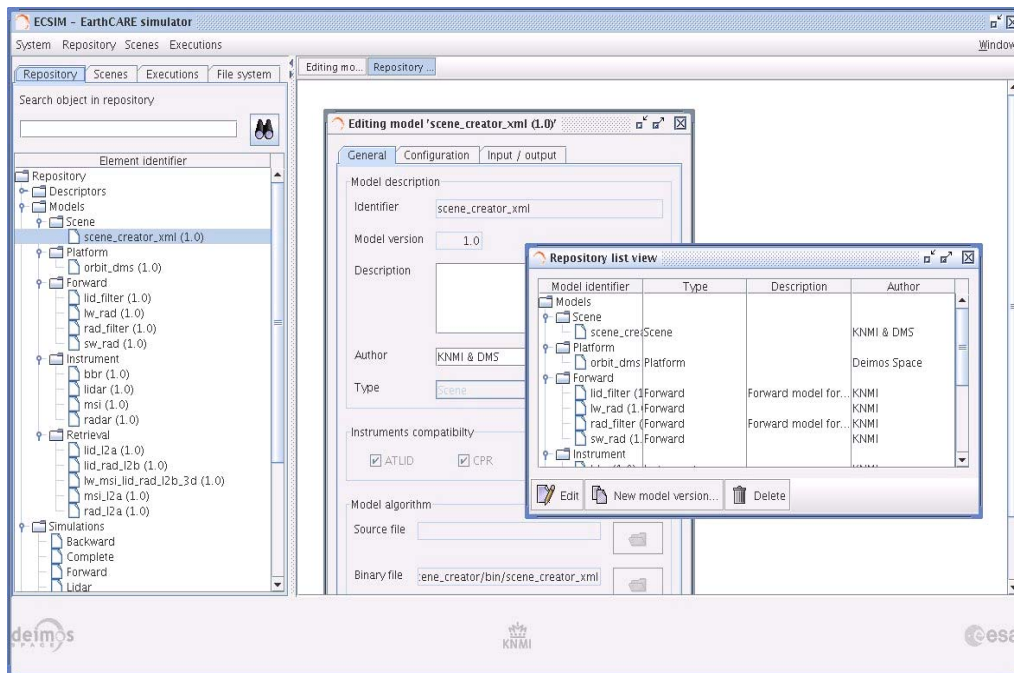 ECSIM - EarthCARE simulator
System Repository Scenes Executions Window
Repository Scenes Executions File system
Search object in repository
Element identifier
Repository
Descriptors
Models
Scene
scene_creator_xml (1.0)
Platform
orbit_dms (1.0)
Forward
lid_filter (1.0)
lw_rad (1.0)
rad_filter (1.0)
sw_rad (1.0)
Instrument
bbr (1.0)
lidar (1.0)
msi (1.0)
radar (1.0)
Retrieval
lid_l2a (1.0)
lid_rad_l2b (1.0)
lw_msi_lid_rad_l2b_3d (1.0)
msi_l2a (1.0)
rad_l2a (1.0)
Simulations
Backward
Complete
Forward
Lidar
Editing mo... Repository ...
Editing model 'scene_creator_xml (1.0)'
General Configuration Input / output
Model description
Identifier scene_creator_xml
Model version 1.0
Description
Author KNMI & DMS
Type Scene
Instruments compatibilty
ATLID CPR
Model algorithm
Source file
Binary file :ene_creator/bin/scene_creator_xml
Repository list view
Model identifier Type Description Author
Models
Scene
scene_cre Scene KNMI & DMS
Platform
orbit_dms Platform Deimos Space
Forward
lid_filter (1 Forward Forward model for... KNMI
lw_rad (1. Forward KNMI
rad_filter ( Forward Forward model for... KNMI
sw_rad (1. Forward KNMI
Instrument
Edit New model version... Delete
deimos
SPACE
KNMI
esa